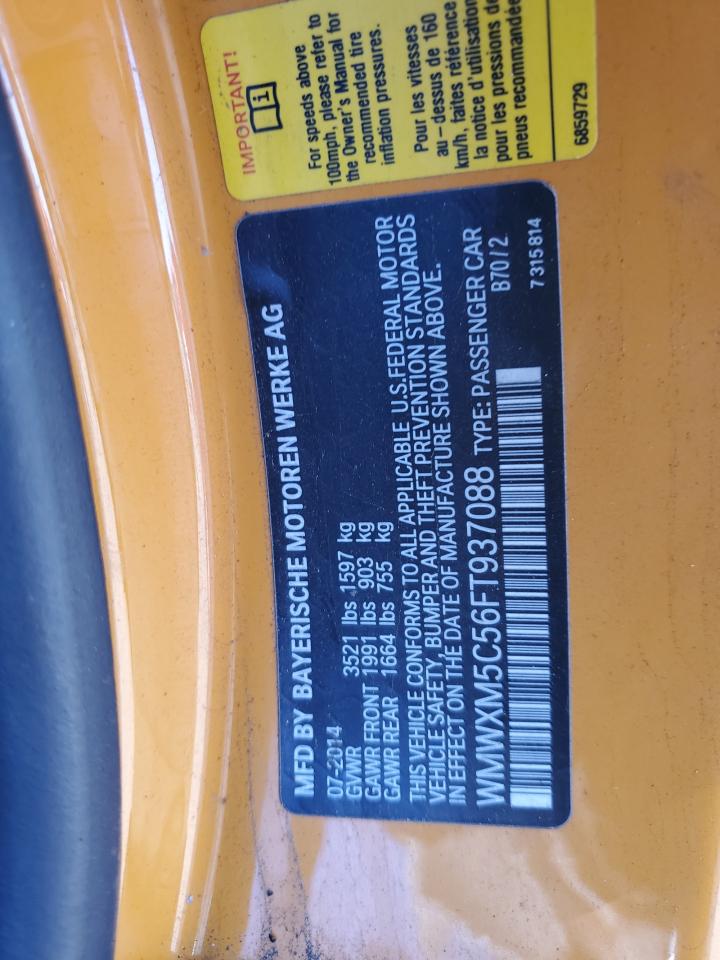 IMPORTANT!
For speeds above
100mph, please refer to
the Owner's Manual for
recommended tire
inflation pressures.
Pour les vitesses
au-dessus de 160
km/h, faites référence
la notice d'utilisation
pour les pressions de
pneus recommandée
6859729
MFD BY BAYERISCHE MOTOREN WERKE AG
07-2014
GVWR 3521 lbs 1597 kg
GAWR FRONT 1991 lbs 903 kg
GAWR REAR 1664 lbs 755 kg
THIS VEHICLE CONFORMS TO ALL APPLICABLE U.S.FEDERAL MOTOR
VEHICLE SAFETY, BUMPER AND THEFT PREVENTION STANDARDS
IN EFFECT ON THE DATE OF MANUFACTURE SHOWN ABOVE.
WMWXM5C56FT937088 TYPE: PASSENGER CAR
B70/2
7315814